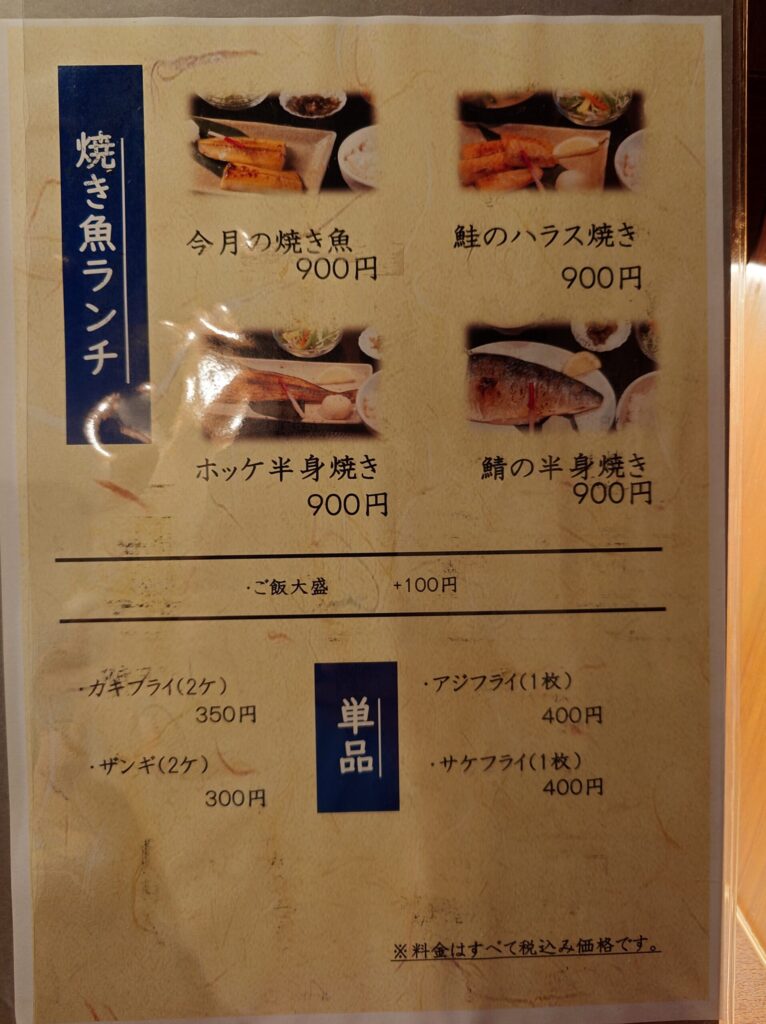 焼き魚ランチ
今月の焼き魚
900円
鮭のハラス焼き
900円
ホッケ半身焼き
900円
鯖の半身焼き
900円
・ご飯大盛 +100円
単品
・カキフライ(2ケ)
350円
・アジフライ(1枚)
400円
・ザンギ(2ケ)
300円
・サケフライ(1枚)
400円
※料金はすべて税込み価格です。